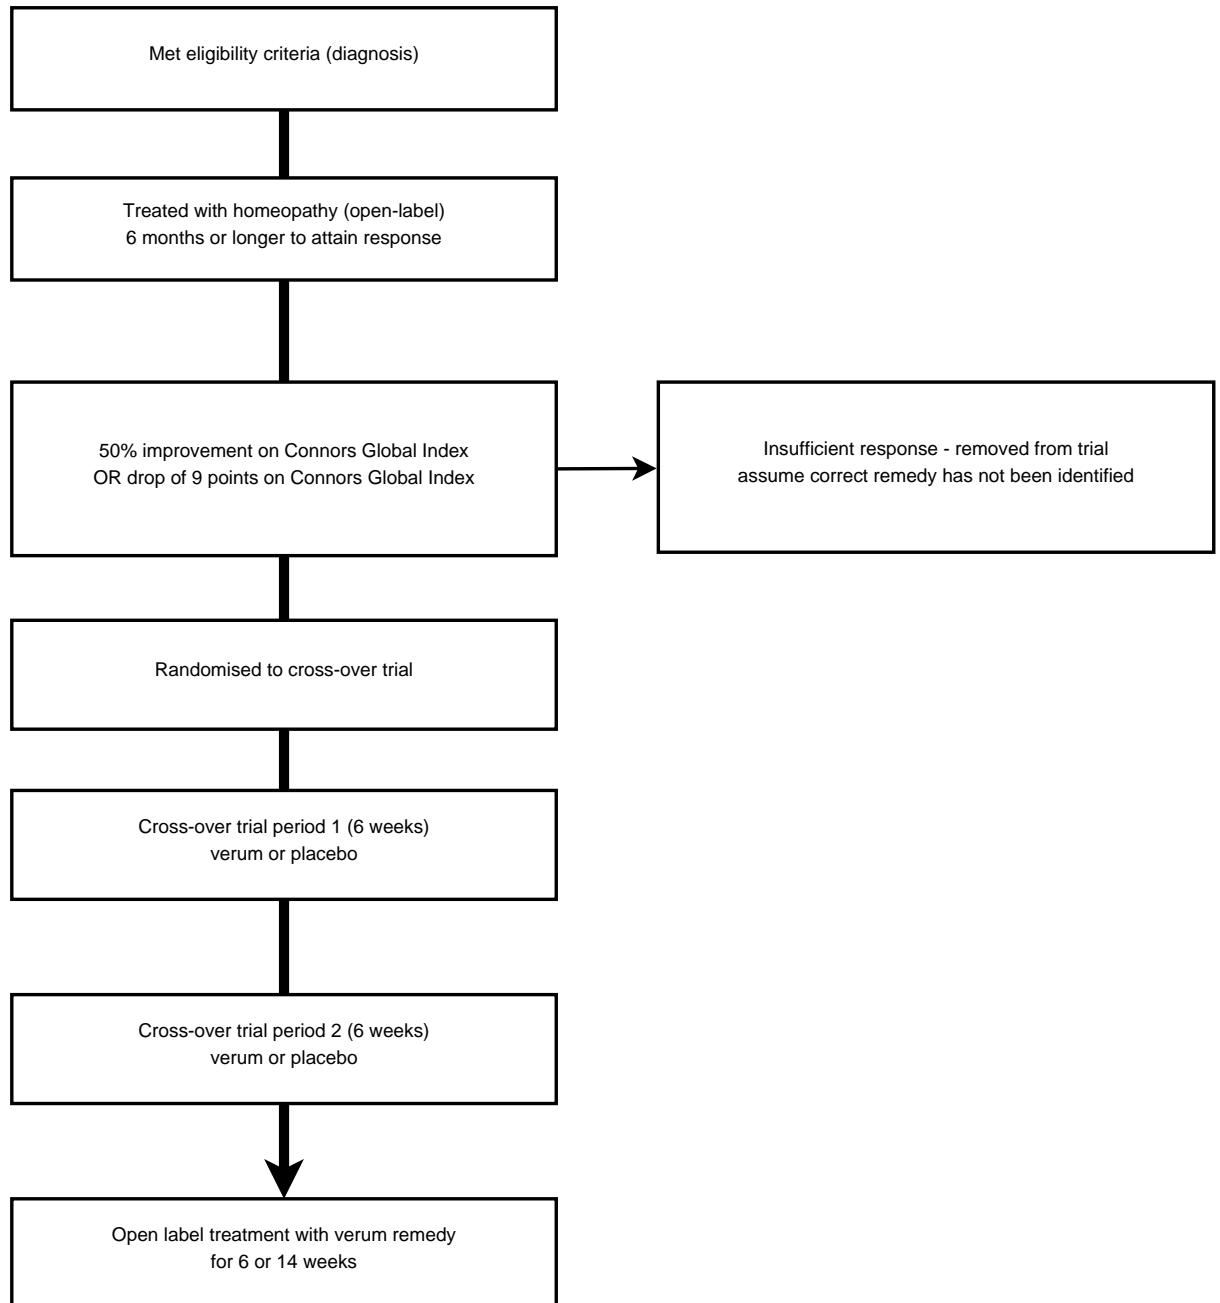 Met eligibility criteria (diagnosis)
Treated with homeopathy (open-label)
6 months or longer to attain response
50% improvement on Connors Global Index
OR drop of 9 points on Connors Global Index
Insufficient response - removed from trial
assume correct remedy has not been identified
Randomised to cross-over trial
Cross-over trial period 1 (6 weeks)
verum or placebo
Cross-over trial period 2 (6 weeks)
verum or placebo
Open label treatment with verum remedy
for 6 or 14 weeks